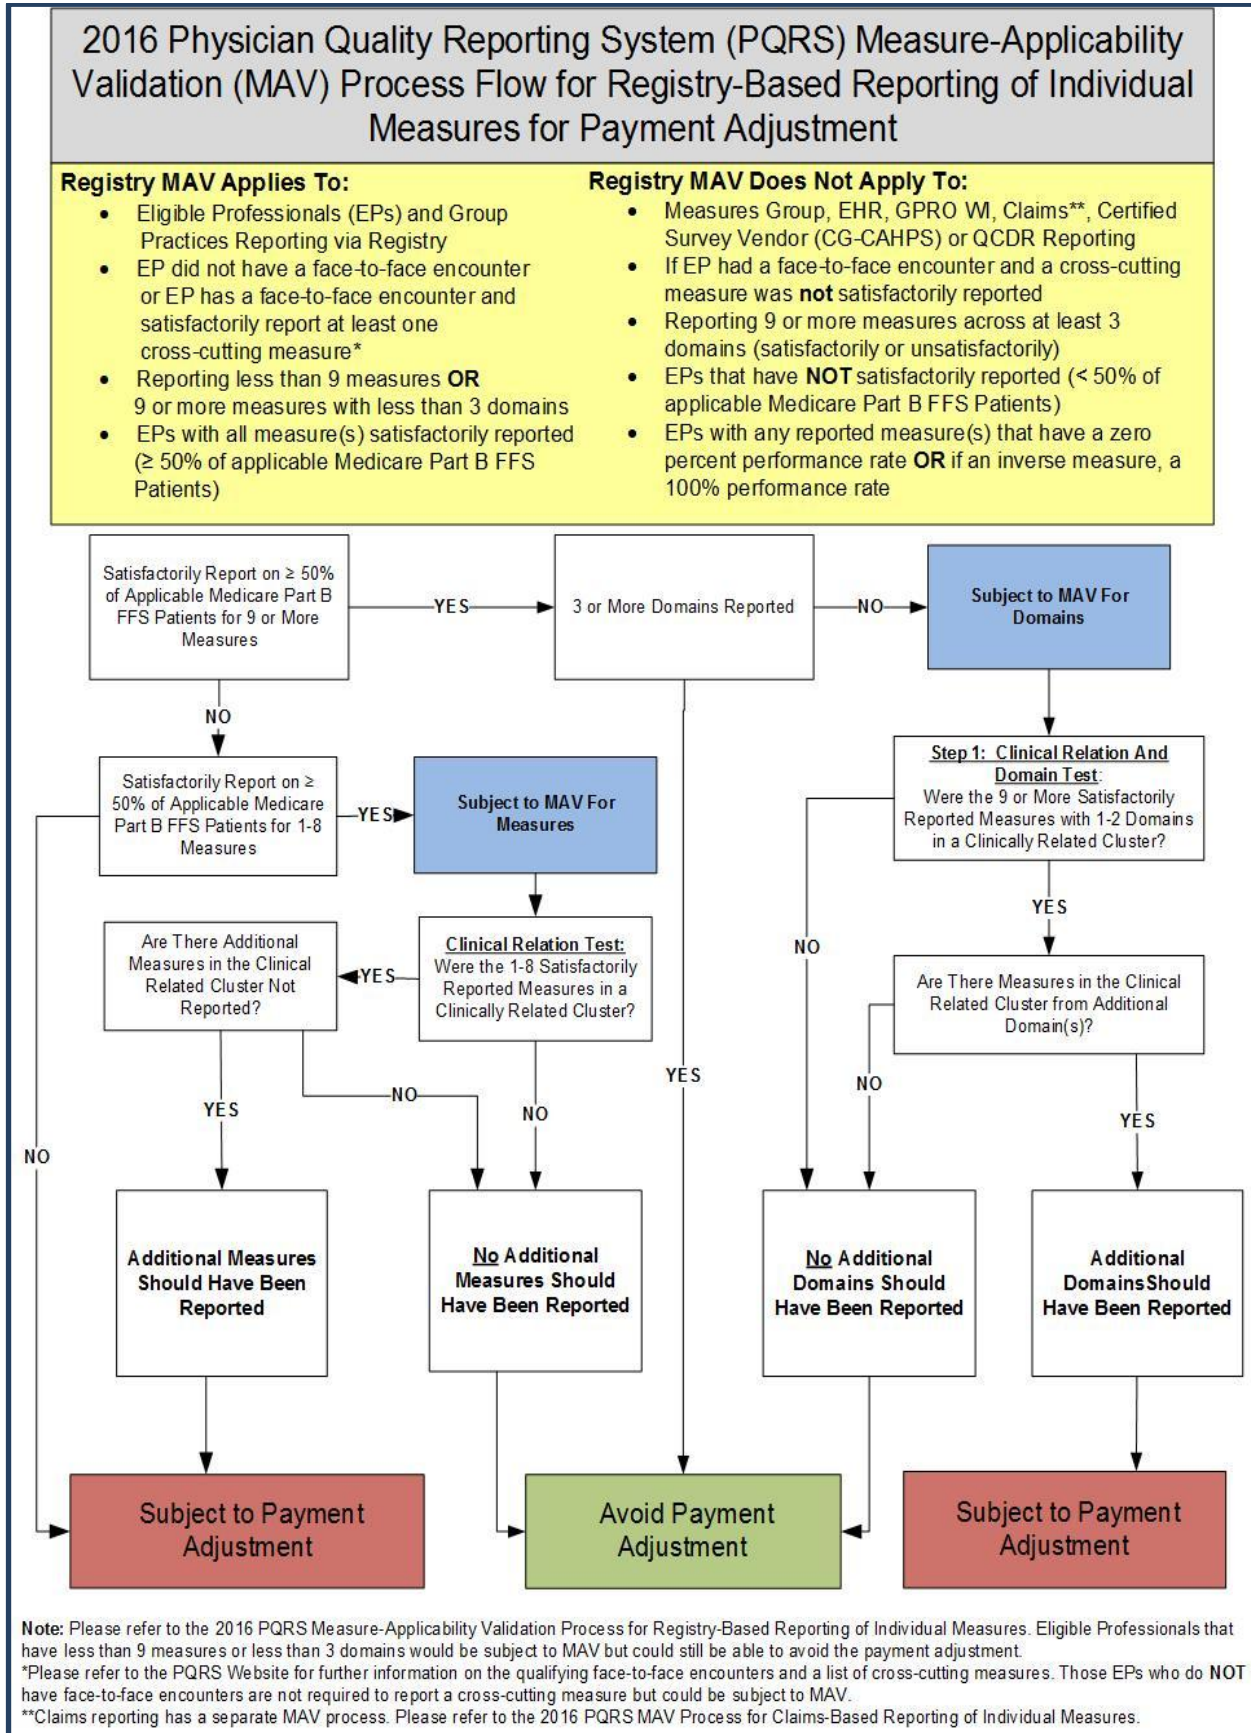 2016 Physician Quality Reporting System (PQRS) Measure-Applicability
Validation (MAV) Process Flow for Registry-Based Reporting of Individual
Measures for Payment Adjustment
Registry MAV Applies To:
• Eligible Professionals (EPs) and Group
Practices Reporting via Registry
• EP did not have a face-to-face encounter
or EP has a face-to-face encounter and
satisfactorily report at least one
cross-cutting measure*
• Reporting less than 9 measures OR
9 or more measures with less than 3 domains
• EPs with all measure(s) satisfactorily reported
(≥ 50% of applicable Medicare Part B FFS
Patients)
Registry MAV Does Not Apply To:
• Measures Group, EHR, GPRO WI, Claims**, Certified
Survey Vendor (CG-CAHPS) or QCDR Reporting
• If EP had a face-to-face encounter and a cross-cutting
measure was not satisfactorily reported
• Reporting 9 or more measures across at least 3
domains (satisfactorily or unsatisfactorily)
• EPs that have NOT satisfactorily reported (< 50% of
applicable Medicare Part B FFS Patients)
• EPs with any reported measure(s) that have a zero
percent performance rate OR if an inverse measure, a
100% performance rate
Satisfactorily Report on ≥ 50%
of Applicable Medicare Part B
FFS Patients for 9 or More
Measures
YES
3 or More Domains Reported
NO
Subject to MAV For
Domains
NO
Satisfactorily Report on ≥
50% of Applicable Medicare
Part B FFS Patients for 1-8
Measures
YES
Subject to MAV For
Measures
Step 1: Clinical Relation And
Domain Test:
Were the 9 or More Satisfactorily
Reported Measures with 1-2 Domains
in a Clinically Related Cluster?
YES
NO
Are There Additional
Measures in the Clinical
Related Cluster Not
Reported?
YES
Clinical Relation Test:
Were the 1-8 Satisfactorily
Reported Measures in a
Clinically Related Cluster?
Are There Measures in the Clinical
Related Cluster from Additional
Domain(s)?
YES
NO
NO
YES
NO
YES
NO
Additional Measures
Should Have Been
Reported
No Additional
Measures Should
Have Been Reported
No Additional
Domains Should
Have Been Reported
Additional
DomainsShould
Have Been Reported
Subject to Payment
Adjustment
Avoid Payment
Adjustment
Subject to Payment
Adjustment
Note: Please refer to the 2016 PQRS Measure-Applicability Validation Process for Registry-Based Reporting of Individual Measures. Eligible Professionals that
have less than 9 measures or less than 3 domains would be subject to MAV but could still be able to avoid the payment adjustment.
*Please refer to the PQRS Website for further information on the qualifying face-to-face encounters and a list of cross-cutting measures. Those EPs who do NOT
have face-to-face encounters are not required to report a cross-cutting measure but could be subject to MAV.
**Claims reporting has a separate MAV process. Please refer to the 2016 PQRS MAV Process for Claims-Based Reporting of Individual Measures.